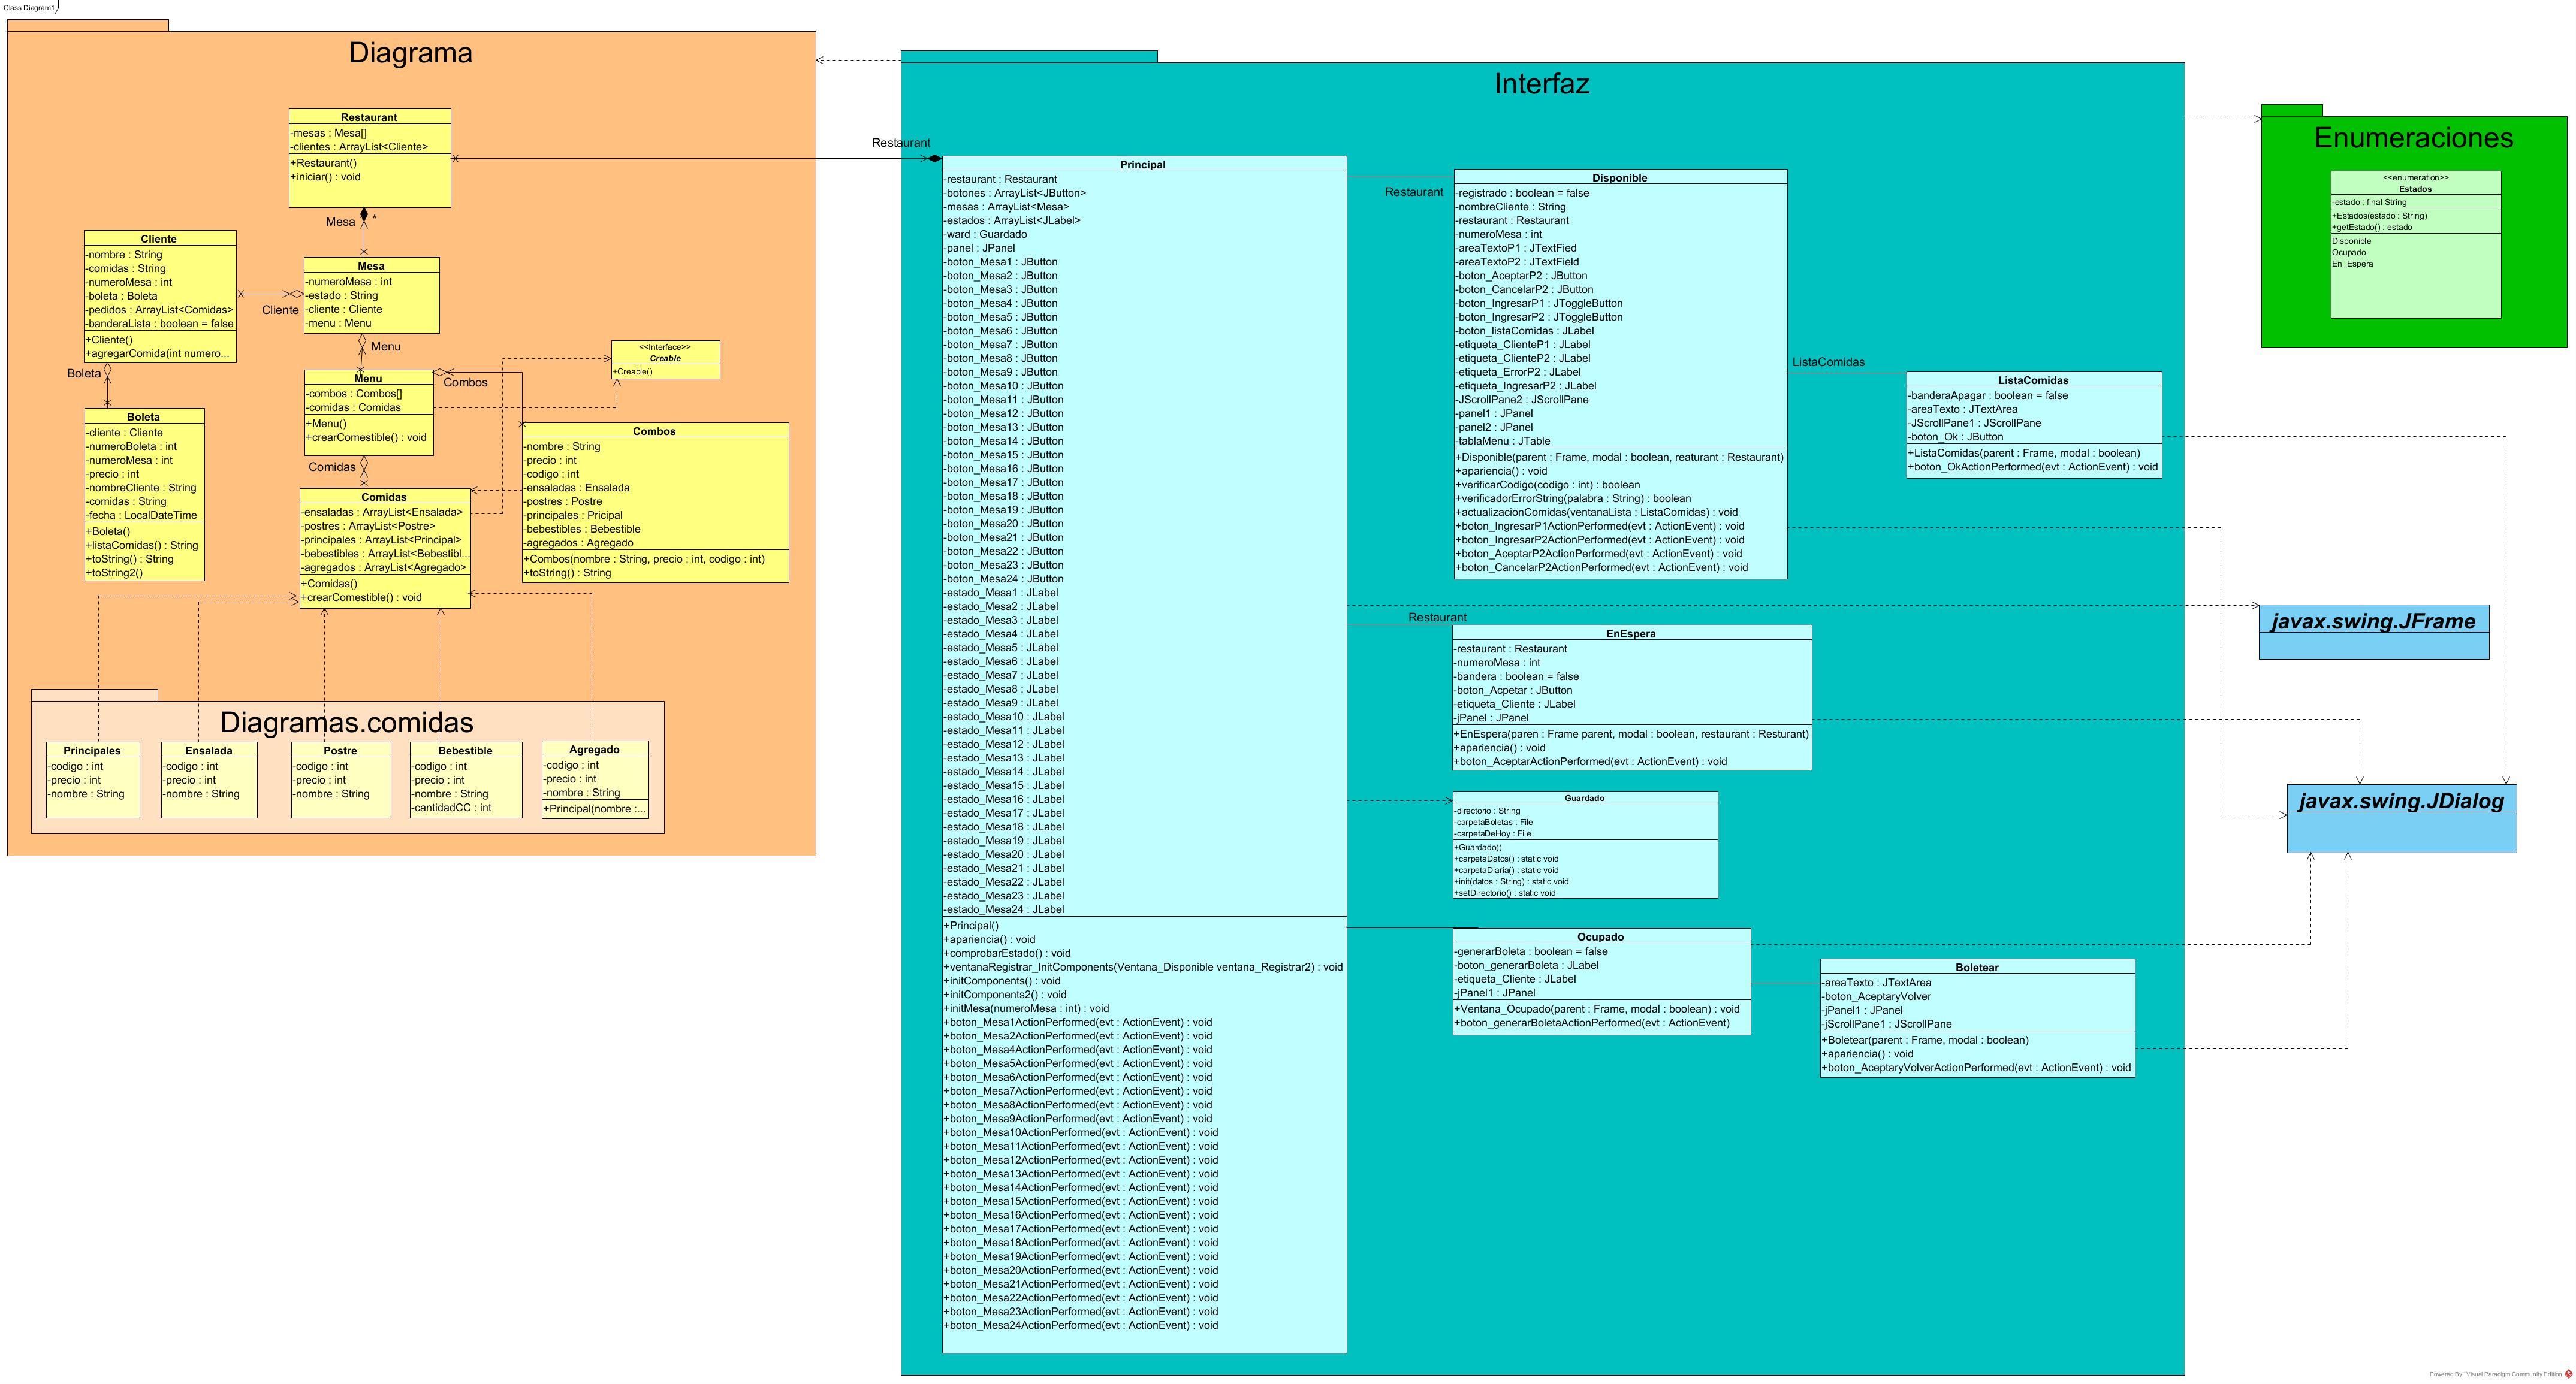 Class Diagram1
Diagrama
Restaurant
-mesas : Mesa[]
-clientes : ArrayList<Cliente>
+Restaurant()
+iniciar() : void
Mesa
*
Cliente
-nombre : String
-comidas : String
-numeroMesa : int
-boleta : Boleta
-pedidos : ArrayList<Comidas>
-banderaLista : boolean = false
+Cliente()
+agregarComida(int numero...
Cliente
Mesa
-numeroMesa : int
-estado : String
-cliente : Cliente
-menu : Menu
Menu
Boleta
Boleta
-cliente : Cliente
-numeroBoleta : int
-numeroMesa : int
-precio : int
-nombreCliente : String
-comidas : String
-fecha : LocalDateTime
+Boleta()
+listaComidas() : String
+toString() : String
+toString2()
Menu
-combos : Combos[]
-comidas : Comidas
+Menu()
+crearComestible() : void
Combos
<<Interface>>
Creable
+Creable()
Comidas
Combos
-nombre : String
-precio : int
-codigo : int
-ensaladas : Ensalada
-postres : Postre
-principales : Pricipal
-bebestibles : Bebestible
-agregados : Agregado
+Combos(nombre : String, precio : int, codigo : int)
+toString() : String
Comidas
-ensaladas : ArrayList<Ensalada>
-postres : ArrayList<Postre>
-principales : ArrayList<Principal>
-bebestibles : ArrayList<Bebestibl...
-agregados : ArrayList<Agregado>
+Comidas()
+crearComestible() : void
Diagramas.comidas
Principales
-codigo : int
-precio : int
-nombre : String
Ensalada
-codigo : int
-precio : int
-nombre : String
Postre
-codigo : int
-precio : int
-nombre : String
Bebestible
-codigo : int
-precio : int
-nombre : String
-cantidadCC : int
Agregado
-codigo : int
-precio : int
-nombre : String
+Principal(nombre :...
Interfaz
Restaurant
Principal
-restaurant : Restaurant
-botones : ArrayList<JButton>
-mesas : ArrayList<Mesa>
-estados : ArrayList<JLabel>
-ward : Guardado
-panel : JPanel
-boton_Mesa1 : JButton
-boton_Mesa2 : JButton
-boton_Mesa3 : JButton
-boton_Mesa4 : JButton
-boton_Mesa5 : JButton
-boton_Mesa6 : JButton
-boton_Mesa7 : JButton
-boton_Mesa8 : JButton
-boton_Mesa9 : JButton
-boton_Mesa10 : JButton
-boton_Mesa11 : JButton
-boton_Mesa12 : JButton
-boton_Mesa13 : JButton
-boton_Mesa14 : JButton
-boton_Mesa15 : JButton
-boton_Mesa16 : JButton
-boton_Mesa17 : JButton
-boton_Mesa18 : JButton
-boton_Mesa19 : JButton
-boton_Mesa20 : JButton
-boton_Mesa21 : JButton
-boton_Mesa22 : JButton
-boton_Mesa23 : JButton
-boton_Mesa24 : JButton
-estado_Mesa1 : JLabel
-estado_Mesa2 : JLabel
-estado_Mesa3 : JLabel
-estado_Mesa4 : JLabel
-estado_Mesa5 : JLabel
-estado_Mesa6 : JLabel
-estado_Mesa7 : JLabel
-estado_Mesa8 : JLabel
-estado_Mesa9 : JLabel
-estado_Mesa10 : JLabel
-estado_Mesa11 : JLabel
-estado_Mesa12 : JLabel
-estado_Mesa13 : JLabel
-estado_Mesa14 : JLabel
-estado_Mesa15 : JLabel
-estado_Mesa16 : JLabel
-estado_Mesa17 : JLabel
-estado_Mesa18 : JLabel
-estado_Mesa19 : JLabel
-estado_Mesa20 : JLabel
-estado_Mesa21 : JLabel
-estado_Mesa22 : JLabel
-estado_Mesa23 : JLabel
-estado_Mesa24 : JLabel
+Principal()
+apariencia() : void
+comprobarEstado() : void
+ventanaRegistrar_InitComponents(Ventana_Disponible ventana_Registrar2) : void
+initComponents() : void
+initComponents2() : void
+initMesa(numeroMesa : int) : void
+boton_Mesa1ActionPerformed(evt : ActionEvent) : void
+boton_Mesa2ActionPerformed(evt : ActionEvent) : void
+boton_Mesa4ActionPerformed(evt : ActionEvent) : void
+boton_Mesa5ActionPerformed(evt : ActionEvent) : void
+boton_Mesa6ActionPerformed(evt : ActionEvent) : void
+boton_Mesa7ActionPerformed(evt : ActionEvent) : void
+boton_Mesa8ActionPerformed(evt : ActionEvent) : void
+boton_Mesa9ActionPerformed(evt : ActionEvent) : void
+boton_Mesa10ActionPerformed(evt : ActionEvent) : void
+boton_Mesa11ActionPerformed(evt : ActionEvent) : void
+boton_Mesa12ActionPerformed(evt : ActionEvent) : void
+boton_Mesa13ActionPerformed(evt : ActionEvent) : void
+boton_Mesa14ActionPerformed(evt : ActionEvent) : void
+boton_Mesa15ActionPerformed(evt : ActionEvent) : void
+boton_Mesa16ActionPerformed(evt : ActionEvent) : void
+boton_Mesa17ActionPerformed(evt : ActionEvent) : void
+boton_Mesa18ActionPerformed(evt : ActionEvent) : void
+boton_Mesa19ActionPerformed(evt : ActionEvent) : void
+boton_Mesa20ActionPerformed(evt : ActionEvent) : void
+boton_Mesa21ActionPerformed(evt : ActionEvent) : void
+boton_Mesa22ActionPerformed(evt : ActionEvent) : void
+boton_Mesa23ActionPerformed(evt : ActionEvent) : void
+boton_Mesa24ActionPerformed(evt : ActionEvent) : void
Restaurant
Disponible
-registrado : boolean = false
-nombreCliente : String
-restaurant : Restaurant
-numeroMesa : int
-areaTextoP1 : JTextFied
-areaTextoP2 : JTextField
-boton_AceptarP2 : JButton
-boton_CancelarP2 : JButton
-boton_IngresarP1 : JToggleButton
-boton_IngresarP2 : JToggleButton
-boton_listaComidas : JLabel
-etiqueta_ClienteP1 : JLabel
-etiqueta_ClienteP2 : JLabel
-etiqueta_ErrorP2 : JLabel
-etiqueta_IngresarP2 : JLabel
-JScrollPane2 : JScrollPane
-panel1 : JPanel
-panel2 : JPanel
-tablaMenu : JTable
+Disponible(parent : Frame, modal : boolean, reaturant : Restaurant)
+apariencia() : void
+verificarCodigo(codigo : int) : boolean
+verificadorErrorString(palabra : String) : boolean
+actualizacionComidas(ventanaLista : ListaComidas) : void
+boton_IngresarP1ActionPerformed(evt : ActionEvent) : void
+boton_IngresarP2ActionPerformed(evt : ActionEvent) : void
+boton_AceptarP2ActionPerformed(evt : ActionEvent) : void
+boton_CancelarP2ActionPerformed(evt : ActionEvent) : void
ListaComidas
ListaComidas
-banderaApagar : boolean = false
-areaTexto : JTextArea
-JScrollPane1 : JScrollPane
-boton_Ok : JButton
+ListaComidas(parent : Frame, modal : boolean)
+boton_OkActionPerformed(evt : ActionEvent) : void
Restaurant
EnEspera
-restaurant : Restaurant
-numeroMesa : int
-bandera : boolean = false
-boton_Acpetar : JButton
-etiqueta_Cliente : JLabel
-jPanel : JPanel
+EnEspera(paren : Frame parent, modal : boolean, restaurant : Resturant)
+apariencia() : void
+boton_AceptarActionPerformed(evt : ActionEvent) : void
Guardado
-directorio : String
-carpetaBoletas : File
-carpetaDeHoy : File
+Guardado()
+carpetaDatos() : static void
+carpetaDiaria() : static void
+init(datos : String) : static void
+setDirectorio() : static void
Ocupado
-generarBoleta : boolean = false
-boton_generarBoleta : JLabel
-etiqueta_Cliente : JLabel
-jPanel1 : JPanel
+Ventana_Ocupado(parent : Frame, modal : boolean) : void
+boton_generarBoletaActionPerformed(evt : ActionEvent)
Boletear
-areaTexto : JTextArea
-boton_AceptaryVolver
-jPanel1 : JPanel
-jScrollPane1 : JScrollPane
+Boletear(parent : Frame, modal : boolean)
+apariencia() : void
+boton_AceptaryVolverActionPerformed(evt : ActionEvent) : void
Enumeraciones
<<enumeration>>
Estados
-estado : final String
+Estados(estado : String)
+getEstado() : estado
Disponible
Ocupado
En_Espera
javax.swing.JFrame
javax.swing.JDialog
Powered By Visual Paradigm Community Edition